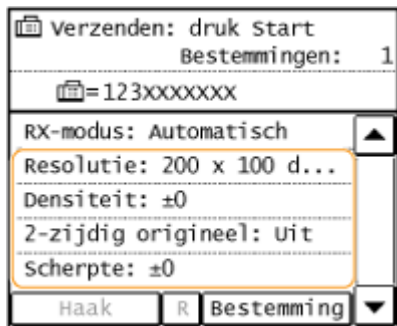 Verzenden: druk Start
Bestemmingen: 1
=123xxxxxxx
RX-modus: Automatisch
Resolutie: 200 x 100 d...
Densiteit: ±0
2-zijdig origineel: Uit
Scherpte: ±0
Haak R Bestemming